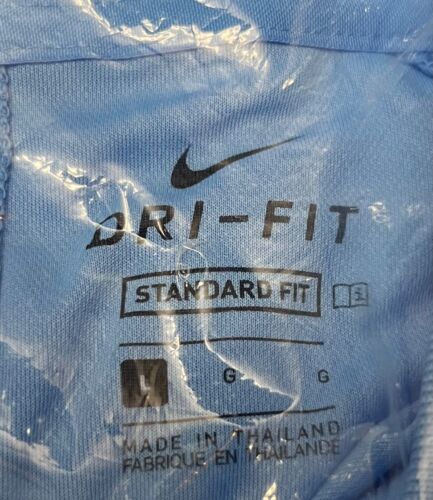 DRI-FIT
STANDARD FIT
L G G
MADE IN THAILAND
FABRIQUE EN THAILANDE